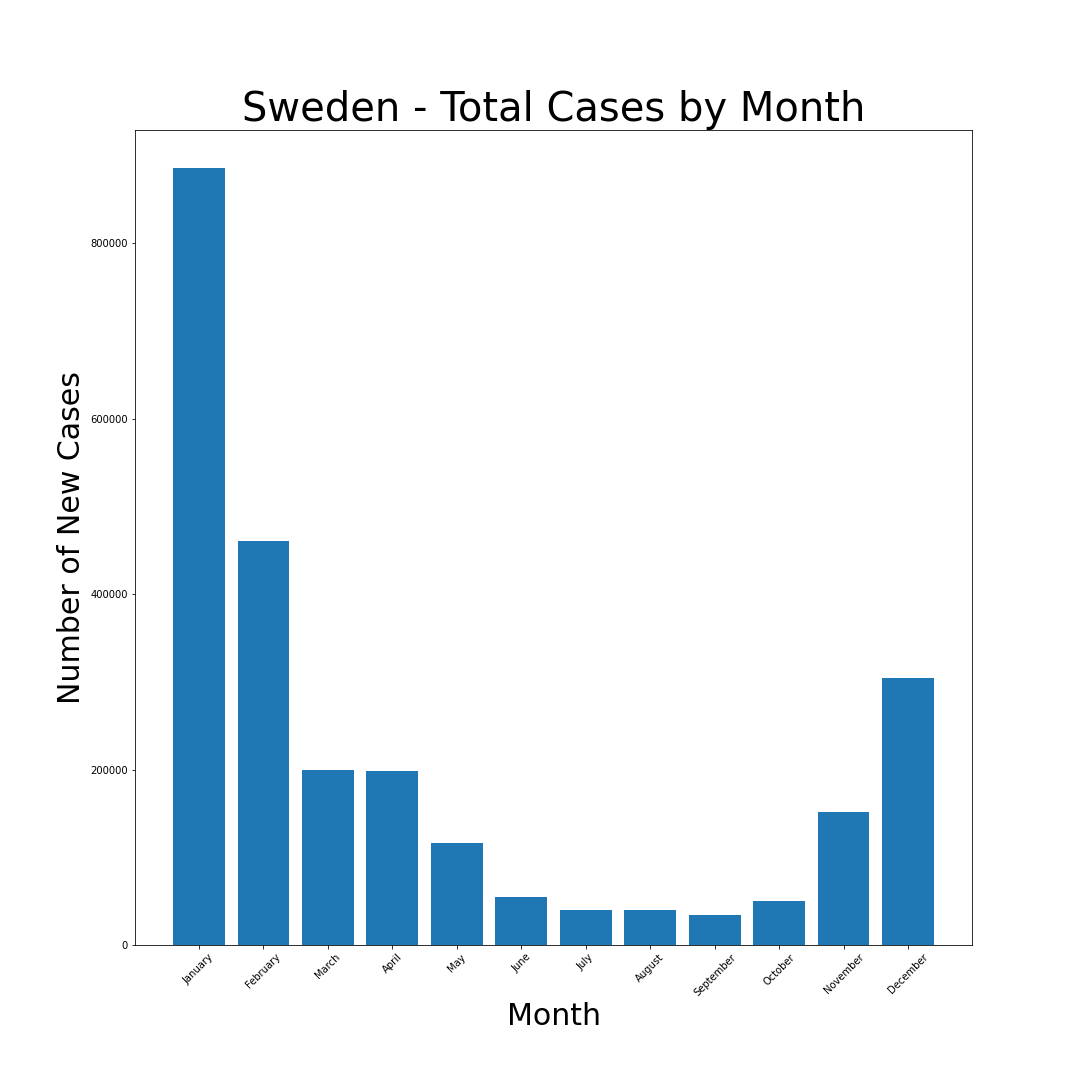 Sweden - Total Cases by Month
Number of New Cases
800000
600000
400000
200000
0
January
February
March
April
May
June
July
August
September
October
November
December
Month